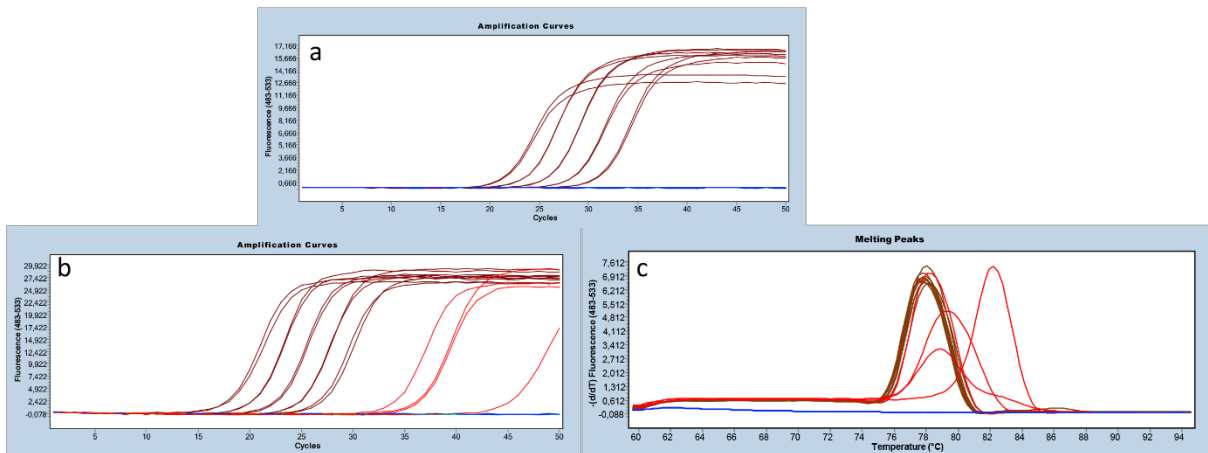 Amplification Curves
a
Fluorescence (483-533)
17,166
15,666
14,166
12,666
11,166
9,666
8,166
6,666
5,166
3,666
2,166
0,666
5 10 15 20 25 30 35 40 45 50
Cycles
Amplification Curves
b
Fluorescence (483-533)
29,922
27,422
24,922
22,422
19,922
17,422
14,922
12,422
9,922
7,422
4,922
2,422
-0,078
5 10 15 20 25 30 35 40 45 50
Cycles
Melting Peaks
c
-(d/dT) Fluorescence (483-533)
7,612
6,912
6,212
5,512
4,812
4,112
3,412
2,712
2,012
1,312
0,612
-0,088
60 62 64 66 68 70 72 74 76 78 80 82 84 86 88 90 92 94
Temperature (°C)